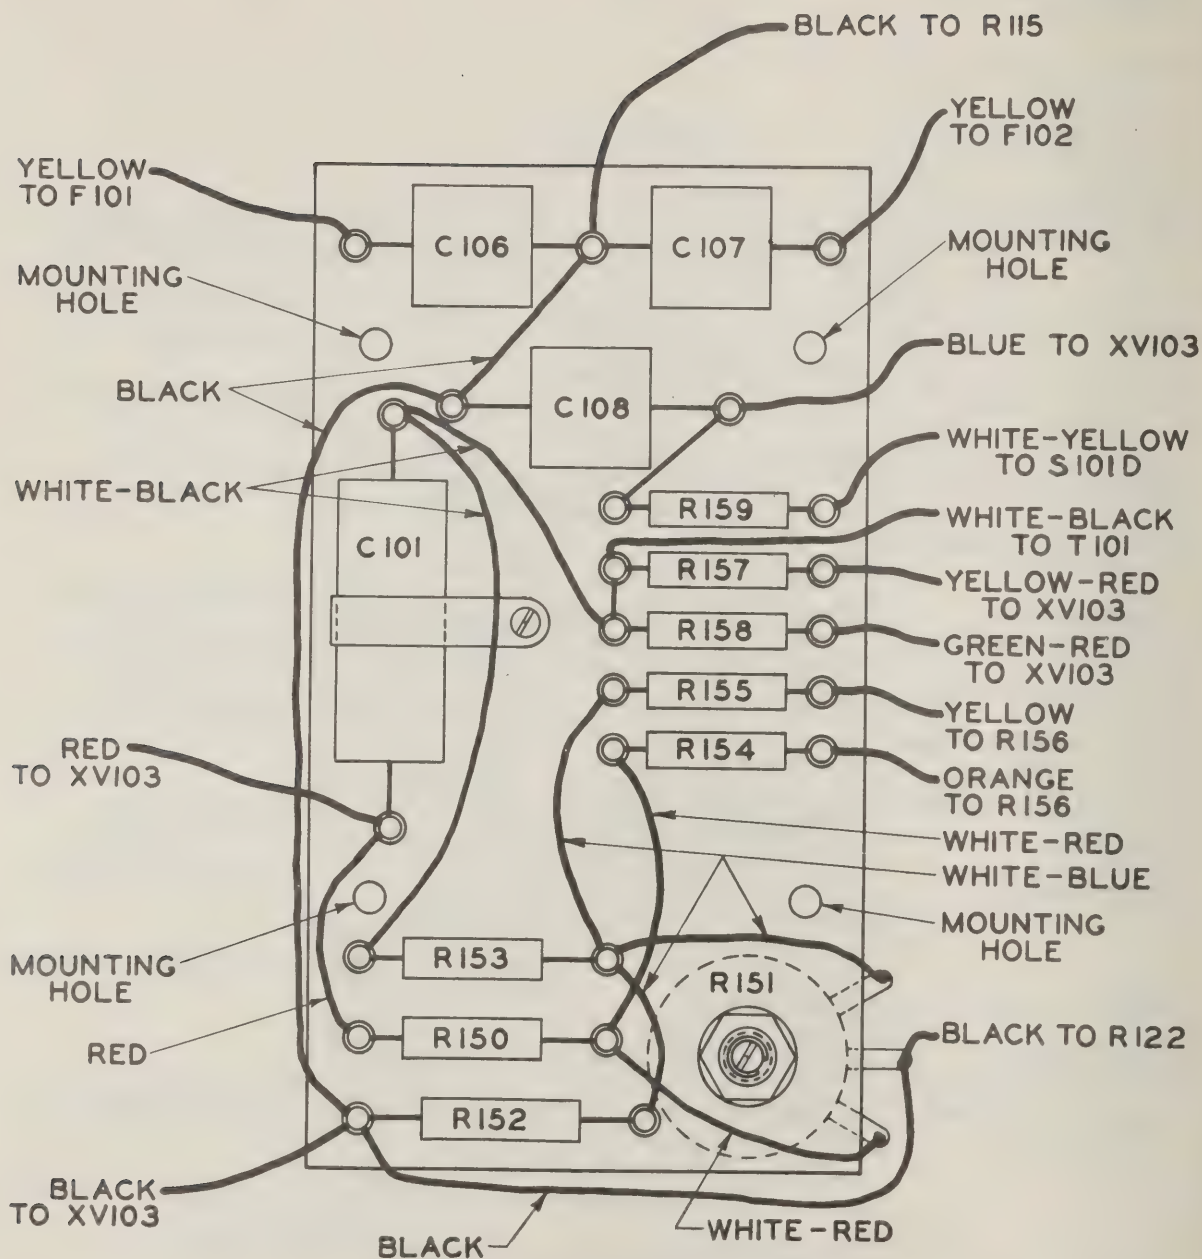 BLACK TO R115
YELLOW
TO F102
YELLOW
TO F101
C106
C107
MOUNTING
HOLE
MOUNTING
HOLE
BLUE TO XV103
BLACK
C108
WHITE-YELLOW
TO S101D
WHITE-BLACK
R159
WHITE-BLACK
TO T101
C101
R157
YELLOW-RED
TO XV103
R158
GREEN-RED
TO XV103
R155
YELLOW
TO R156
RED
TO XV103
R154
ORANGE
TO R156
WHITE-RED
WHITE-BLUE
MOUNTING
HOLE
MOUNTING
HOLE
R153
R151
RED
R150
BLACK TO R122
R152
BLACK
TO XV103
WHITE-RED
BLACK